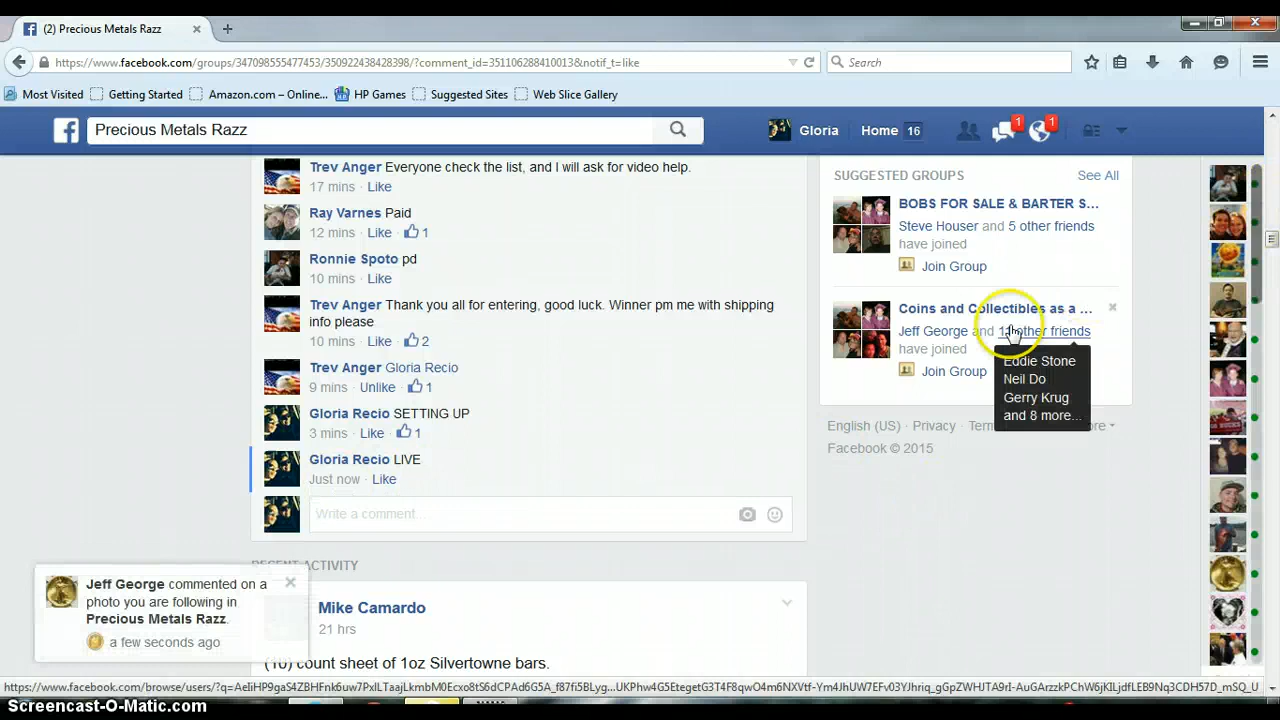 (2) Precious Metals Razz
https://www.facebook.com/groups/347098555477453/350922438428398/?comment_id=351106288410013&notif_t=like
Search
Most Visited
Getting Started
Amazon.com – Online...
HP Games
Suggested Sites
Web Slice Gallery
Precious Metals Razz
Gloria
Home 16
1
1
Trev Anger Everyone check the list, and I will ask for video help.
17 mins · Like
Ray Varnes Paid
12 mins · Like · 1
Ronnie Spoto pd
10 mins · Like
Trev Anger Thank you all for entering, good luck. Winner pm me with shipping
info please
10 mins · Like · 2
Trev Anger Gloria Recio
9 mins · Unlike · 1
Gloria Recio SETTING UP
3 mins · Like · 1
Gloria Recio LIVE
Just now · Like
Write a comment...
RECENT ACTIVITY
Mike Camardo
21 hrs
(10) count sheet of 1oz Silvertowne bars.
SUGGESTED GROUPS
See All
BOBS FOR SALE & BARTER S...
Steve Houser and 5 other friends
have joined
Join Group
Coins and Collectibles as a ...
Jeff George and other friends
have joined
Join Group
Eddie Stone
Neil Do
Gerry Krug
and 8 more...
English (US) · Privacy ·
Facebook © 2015
Jeff George commented on a
photo you are following in
Precious Metals Razz.
a few seconds ago
Screencast-O-Matic.com